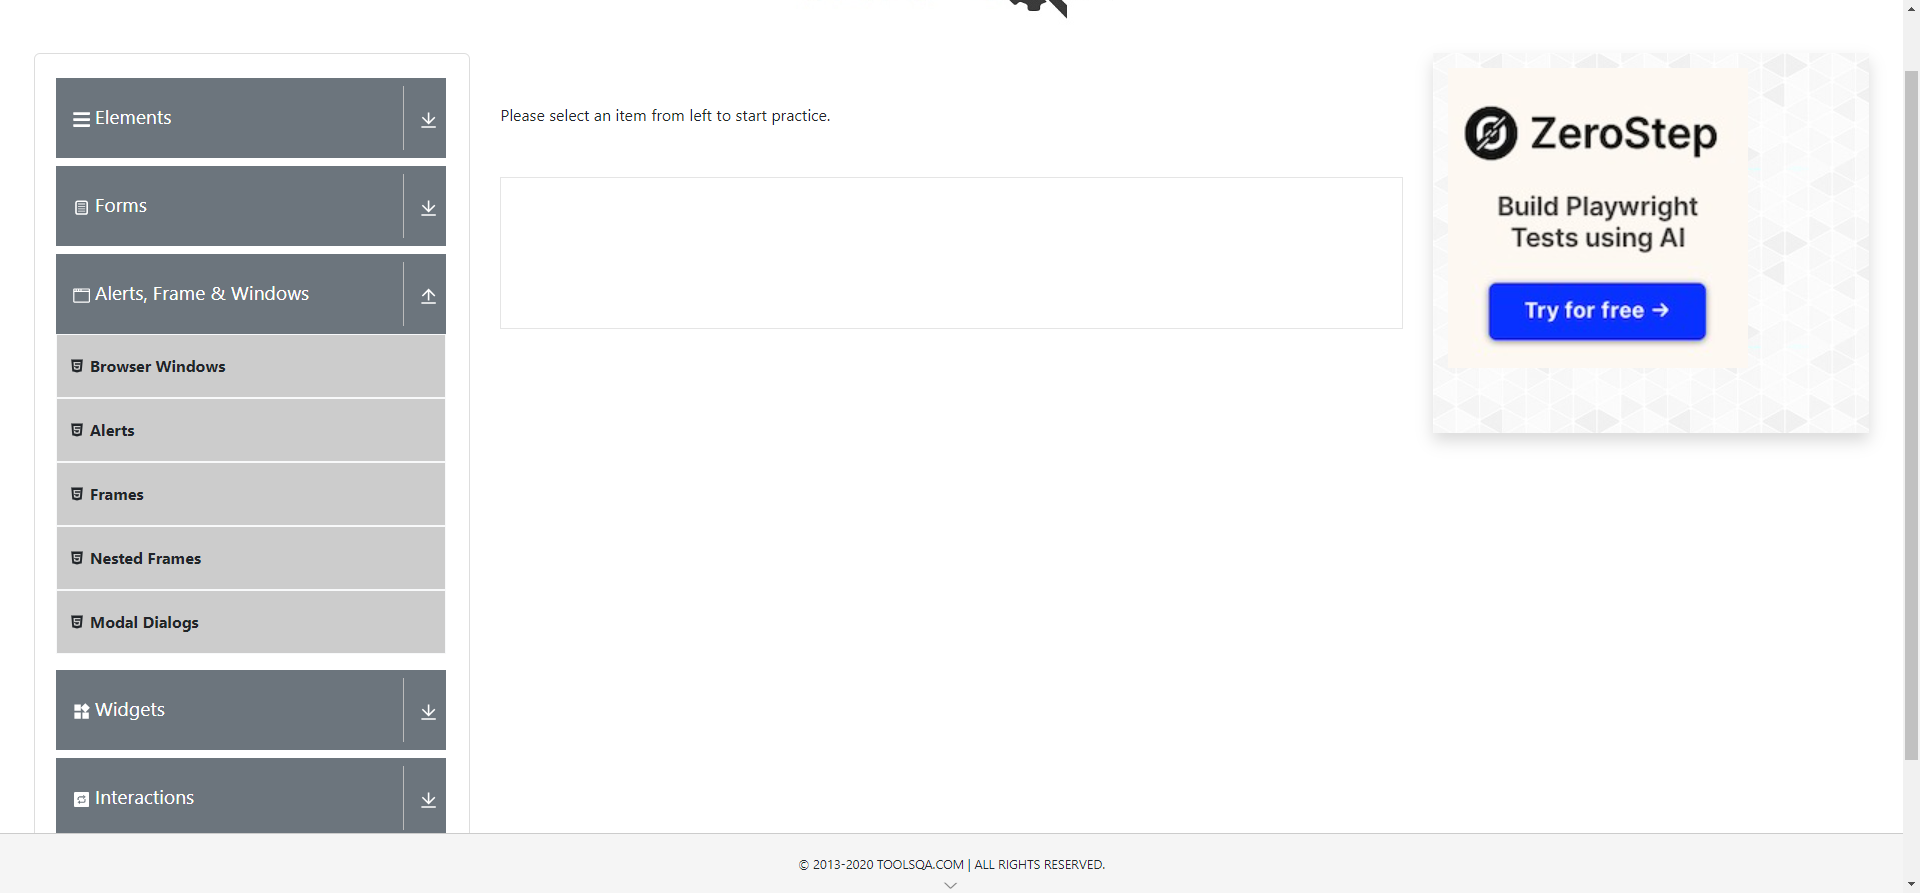 Elements
Forms
Alerts, Frame & Windows
Browser Windows
Alerts
Frames
Nested Frames
Modal Dialogs
Widgets
Interactions
Please select an item from left to start practice.
ZeroStep
Build Playwright
Tests using AI
Try for free →
© 2013-2020 TOOLSQA.COM | ALL RIGHTS RESERVED.